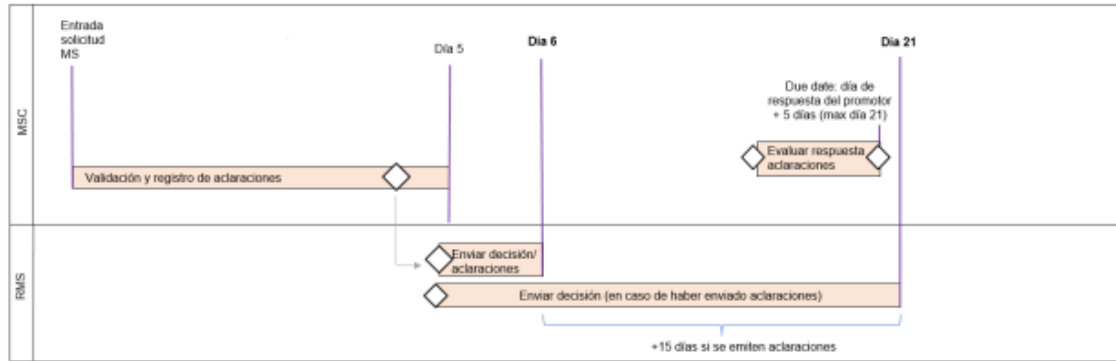 Entrada
solicitud
MS
Día 5
Dia 6
Dia 21
MSC
Due date: día de
respuesta del promotor
+ 5 días (max día 21)
Evaluar respuesta
aclaraciones
Validación y registro de aclaraciones
RMS
Enviar decisión/
aclaraciones
Enviar decisión (en caso de haber enviado aclaraciones)
+15 días si se emiten aclaraciones